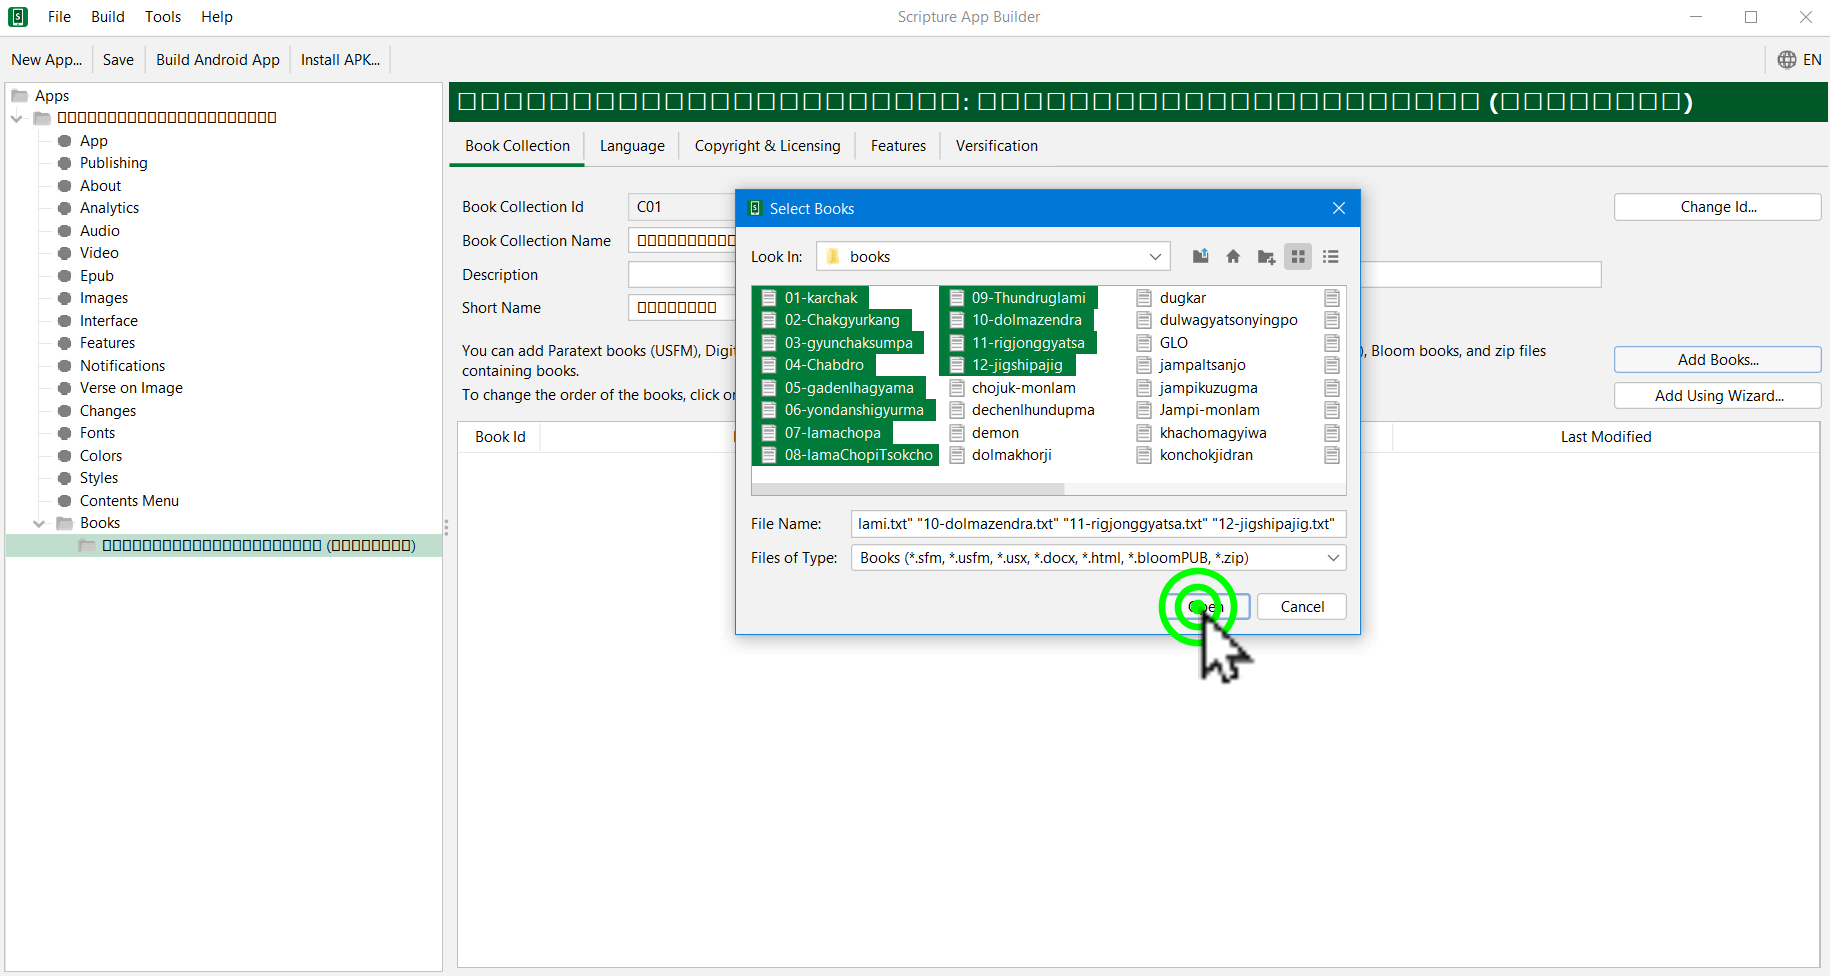 File Build Tools Help
Scripture App Builder
New App... Save Build Android App Install APK...
EN
Apps
App
Publishing
About
Analytics
Audio
Video
Epub
Images
Interface
Features
Notifications
Verse on Image
Changes
Fonts
Colors
Styles
Contents Menu
Books
Book Collection Language Copyright & Licensing Features Versification
Book Collection Id C01
Change Id...
Book Collection Name
Description
Short Name
You can add Paratext books (USFM),
, Bloom books, and zip files
containing books.
To change the order of the books, click
Add Books...
Add Using Wizard...
Book Id
Last Modified
Select Books
Look In: books
01-karchak
02-Chakgyurkang
03-gyunchaksumpa
04-Chabdro
05-gadenlhagyama
06-yondanshigyurma
07-lamachopa
08-lamaChopiTsokcho
09-Thundruglami
10-dolmazendra
11-rigjonggyatsa
12-jigshipajig
chojuk-monlam
dechenlhundupma
demon
dolmakhorji
dugkar
dulwagyatsonyingpo
GLO
jampaltsanjo
jampikuzugma
Jampi-monlam
khachomagyiwa
konchokjidran
File Name: lami.txt" "10-dolmazendra.txt" "11-rigjonggyatsa.txt" "12-jigshipajig.txt"
Files of Type: Books (*.sfm, *.usfm, *.usx, *.docx, *.html, *.bloomPUB, *.zip)
Open
Cancel